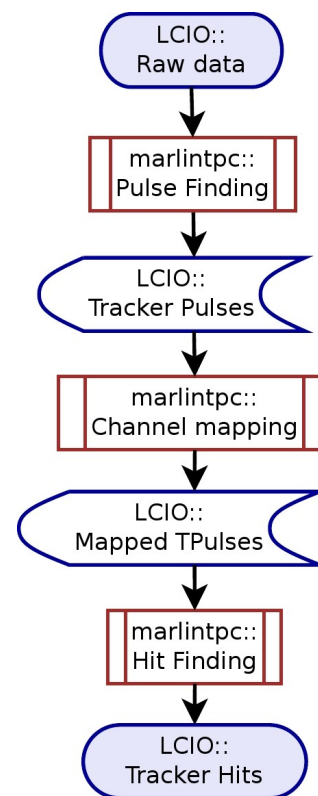 LCIO::
Raw data
marlintpc::
Pulse Finding
LCIO::
Tracker Pulses
marlintpc::
Channel mapping
LCIO::
Mapped TPulses
marlintpc::
Hit Finding
LCIO::
Tracker Hits